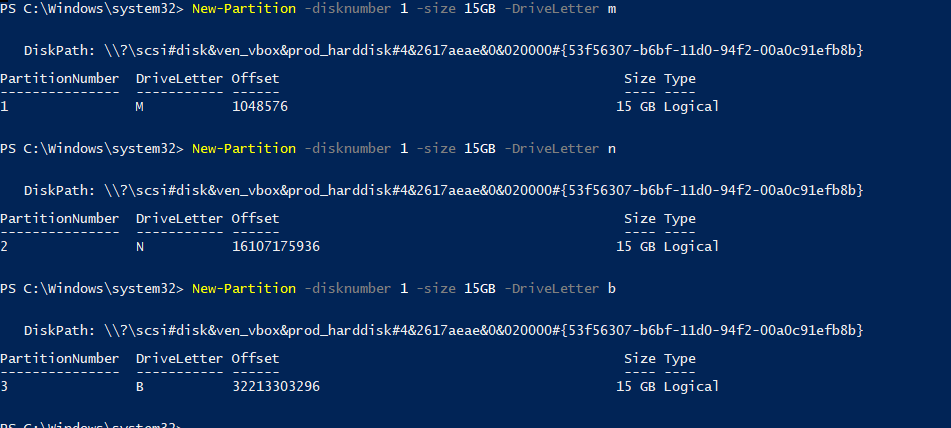 PS C:\Windows\system32> New-Partition -disknumber 1 -size 15GB -DriveLetter m
DiskPath: \\?\scsi#disk&ven_vbox&prod_harddisk#4&2617aeae&0&020000#{53f56307-b6bf-11d0-94f2-00a0c91efb8b}
PartitionNumber DriveLetter Offset Size Type
--------------- ----------- ------ ---- ----
1 M 1048576 15 GB Logical
PS C:\Windows\system32> New-Partition -disknumber 1 -size 15GB -DriveLetter n
DiskPath: \\?\scsi#disk&ven_vbox&prod_harddisk#4&2617aeae&0&020000#{53f56307-b6bf-11d0-94f2-00a0c91efb8b}
PartitionNumber DriveLetter Offset Size Type
--------------- ----------- ------ ---- ----
2 N 16107175936 15 GB Logical
PS C:\Windows\system32> New-Partition -disknumber 1 -size 15GB -DriveLetter b
DiskPath: \\?\scsi#disk&ven_vbox&prod_harddisk#4&2617aeae&0&020000#{53f56307-b6bf-11d0-94f2-00a0c91efb8b}
PartitionNumber DriveLetter Offset Size Type
--------------- ----------- ------ ---- ----
3 B 32213303296 15 GB Logical
PS C:\Windows\system32>